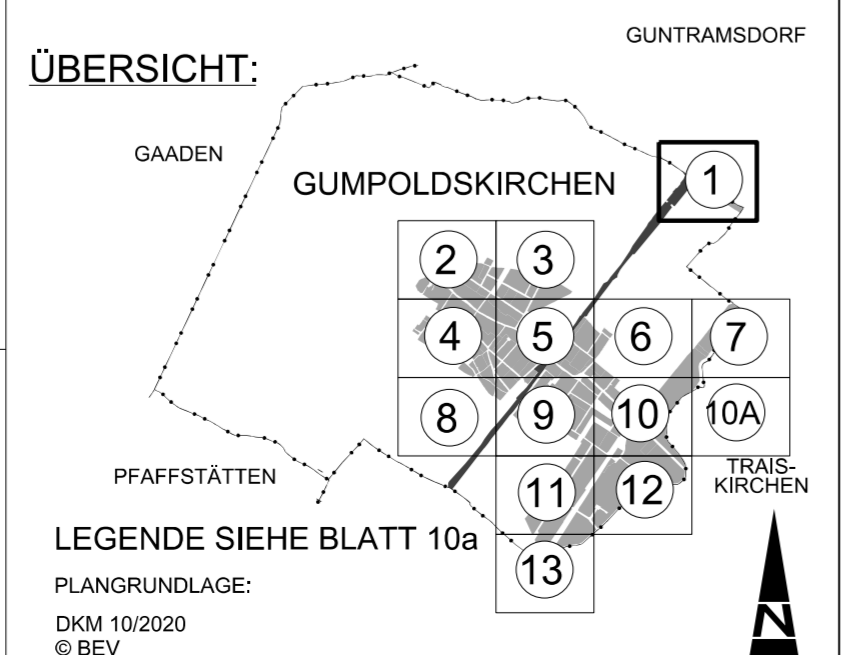 GUNTRAMSDORF
ÜBERSICHT:
GAADEN
GUMPOLDSKIRCHEN
1
2
3
4
5
6
7
8
9
10
10A
PFAFFSTÄTTEN
TRAIS-
KIRCHEN
11
12
LEGENDE SIEHE BLATT 10a
13
PLANGRUNDLAGE:
DKM 10/2020
© BEV
N